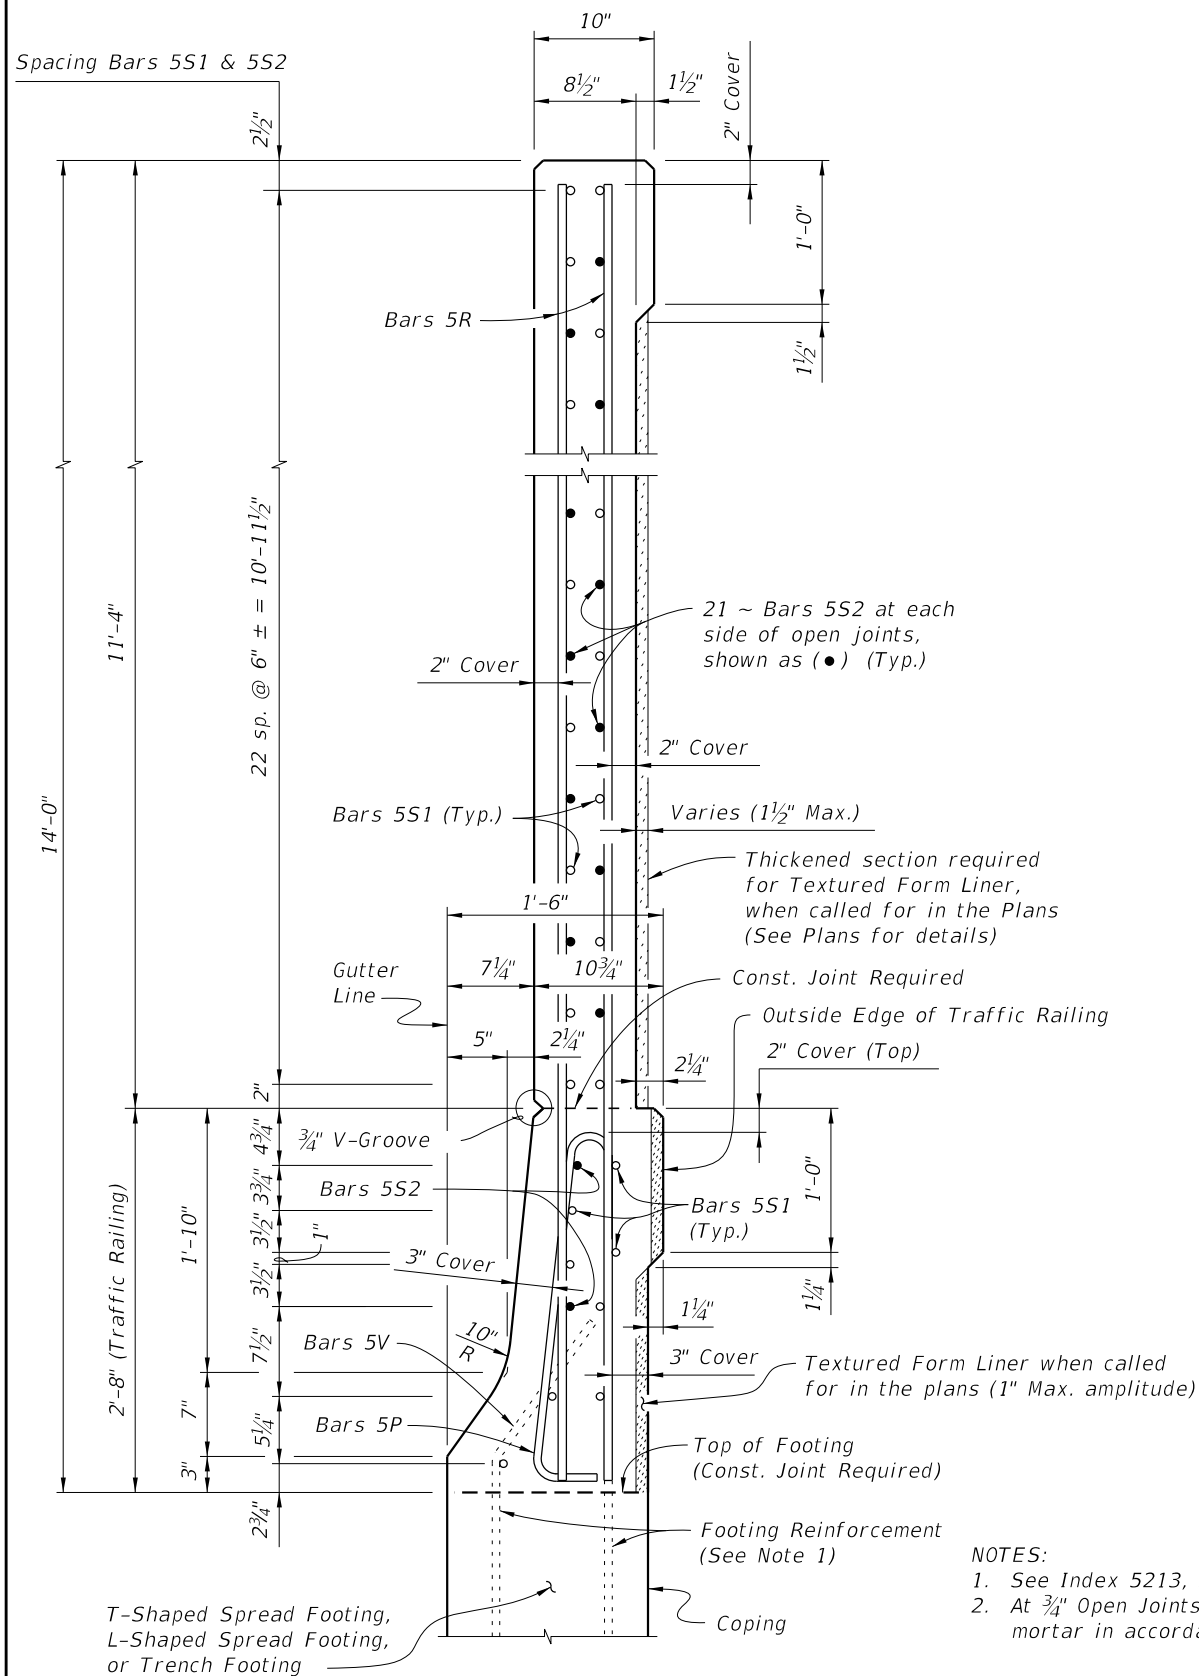 10"
Spacing Bars 5S1 & 5S2
8½"
1½"
2" Cover
2½"
1'-0"
Bars 5R
1½"
22 sp. @ 6" ± = 10'-11½"
11'-4"
14'-0"
21 ~ Bars 5S2 at each
side of open joints,
shown as (●) (Typ.)
2" Cover
2" Cover
Bars 5S1 (Typ.)
Varies (1½" Max.)
Thickened section required
for Textured Form Liner,
when called for in the Plans
(See Plans for details)
1'-6"
7¼"
10¾"
Gutter
Line
Const. Joint Required
Outside Edge of Traffic Railing
5"
2¼"
2" Cover (Top)
2¼"
2"
4¾"
¾" V-Groove
3¾"
Bars 5S2
1'-0"
Bars 5S1
(Typ.)
2'-8" (Traffic Railing)
1'-10"
3½"
1"
3" Cover
3½"
1¼"
1¼"
7½"
Bars 5V
10"
R
3" Cover
Textured Form Liner when called
for in the plans (1" Max. amplitude)
7"
5¼"
Bars 5P
Top of Footing
(Const. Joint Required)
3"
2¾"
Footing Reinforcement
(See Note 1)
Coping
T-Shaped Spread Footing,
L-Shaped Spread Footing,
or Trench Footing
NOTES:
1. See Index 5213,
2. At ¾" Open Joints
mortar in accorda